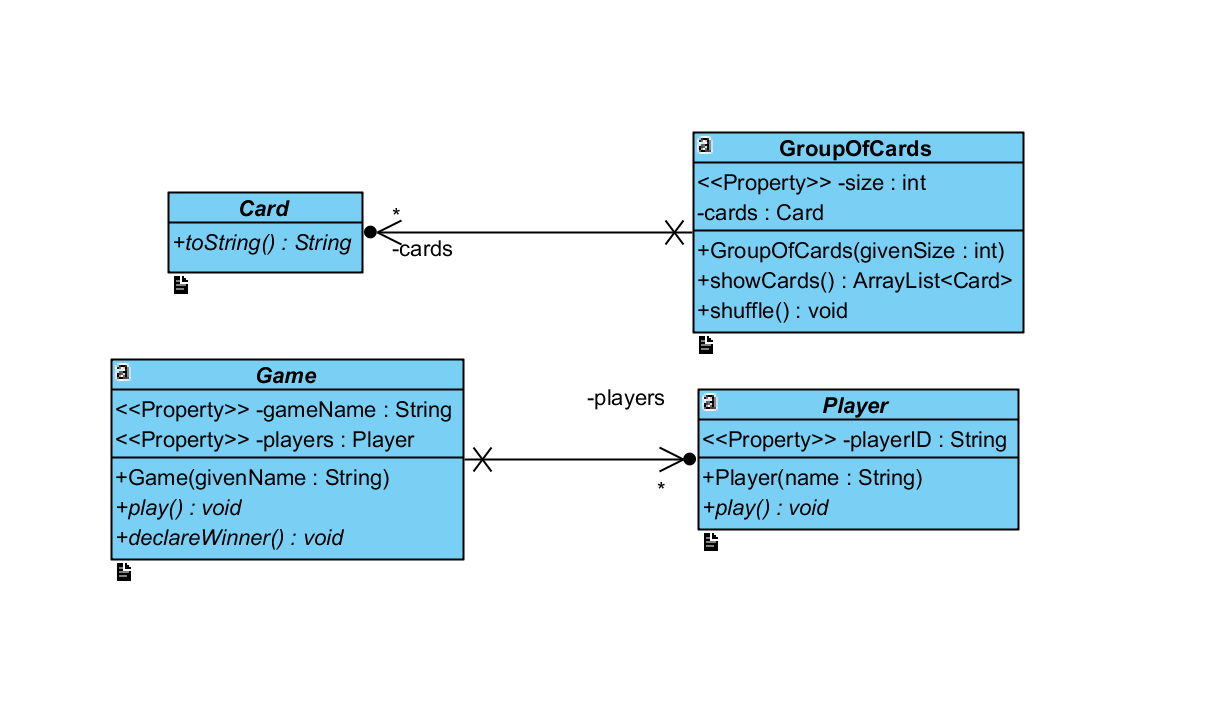 Card
+toString() : String
*
-cards
a
GroupOfCards
<<Property>> -size : int
-cards : Card
+GroupOfCards(givenSize : int)
+showCards() : ArrayList<Card>
+shuffle() : void
a
Game
<<Property>> -gameName : String
<<Property>> -players : Player
+Game(givenName : String)
+play() : void
+declareWinner() : void
-players
*
a
Player
<<Property>> -playerID : String
+Player(name : String)
+play() : void